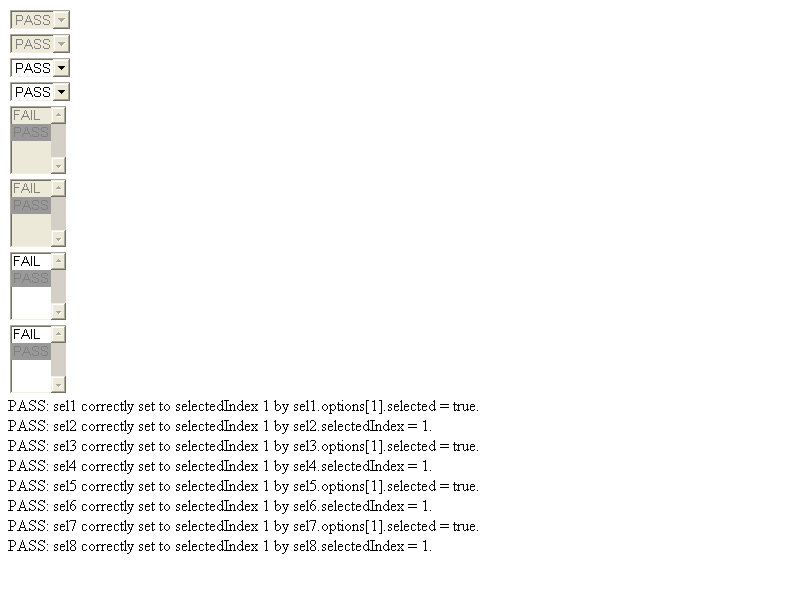 PASS
PASS
PASS
PASS
FAIL
PASS
FAIL
PASS
FAIL
PASS
FAIL
PASS
PASS: sel1 correctly set to selectedIndex 1 by sel1.options[1].selected = true.
PASS: sel2 correctly set to selectedIndex 1 by sel2.selectedIndex = 1.
PASS: sel3 correctly set to selectedIndex 1 by sel3.options[1].selected = true.
PASS: sel4 correctly set to selectedIndex 1 by sel4.selectedIndex = 1.
PASS: sel5 correctly set to selectedIndex 1 by sel5.options[1].selected = true.
PASS: sel6 correctly set to selectedIndex 1 by sel6.selectedIndex = 1.
PASS: sel7 correctly set to selectedIndex 1 by sel7.options[1].selected = true.
PASS: sel8 correctly set to selectedIndex 1 by sel8.selectedIndex = 1.